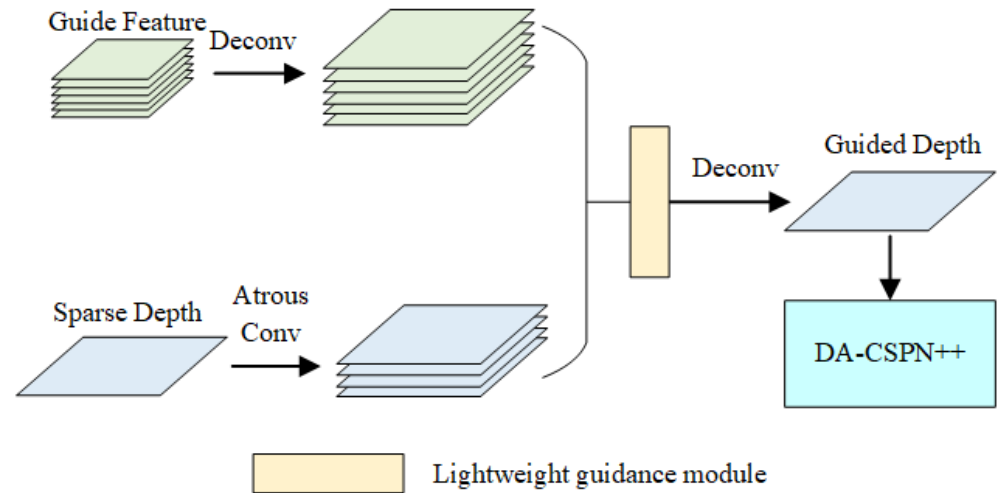 Guide Feature
Deconv
Deconv
Guided Depth
Sparse Depth
Atrous
Conv
DA-CSPN++
Lightweight guidance module